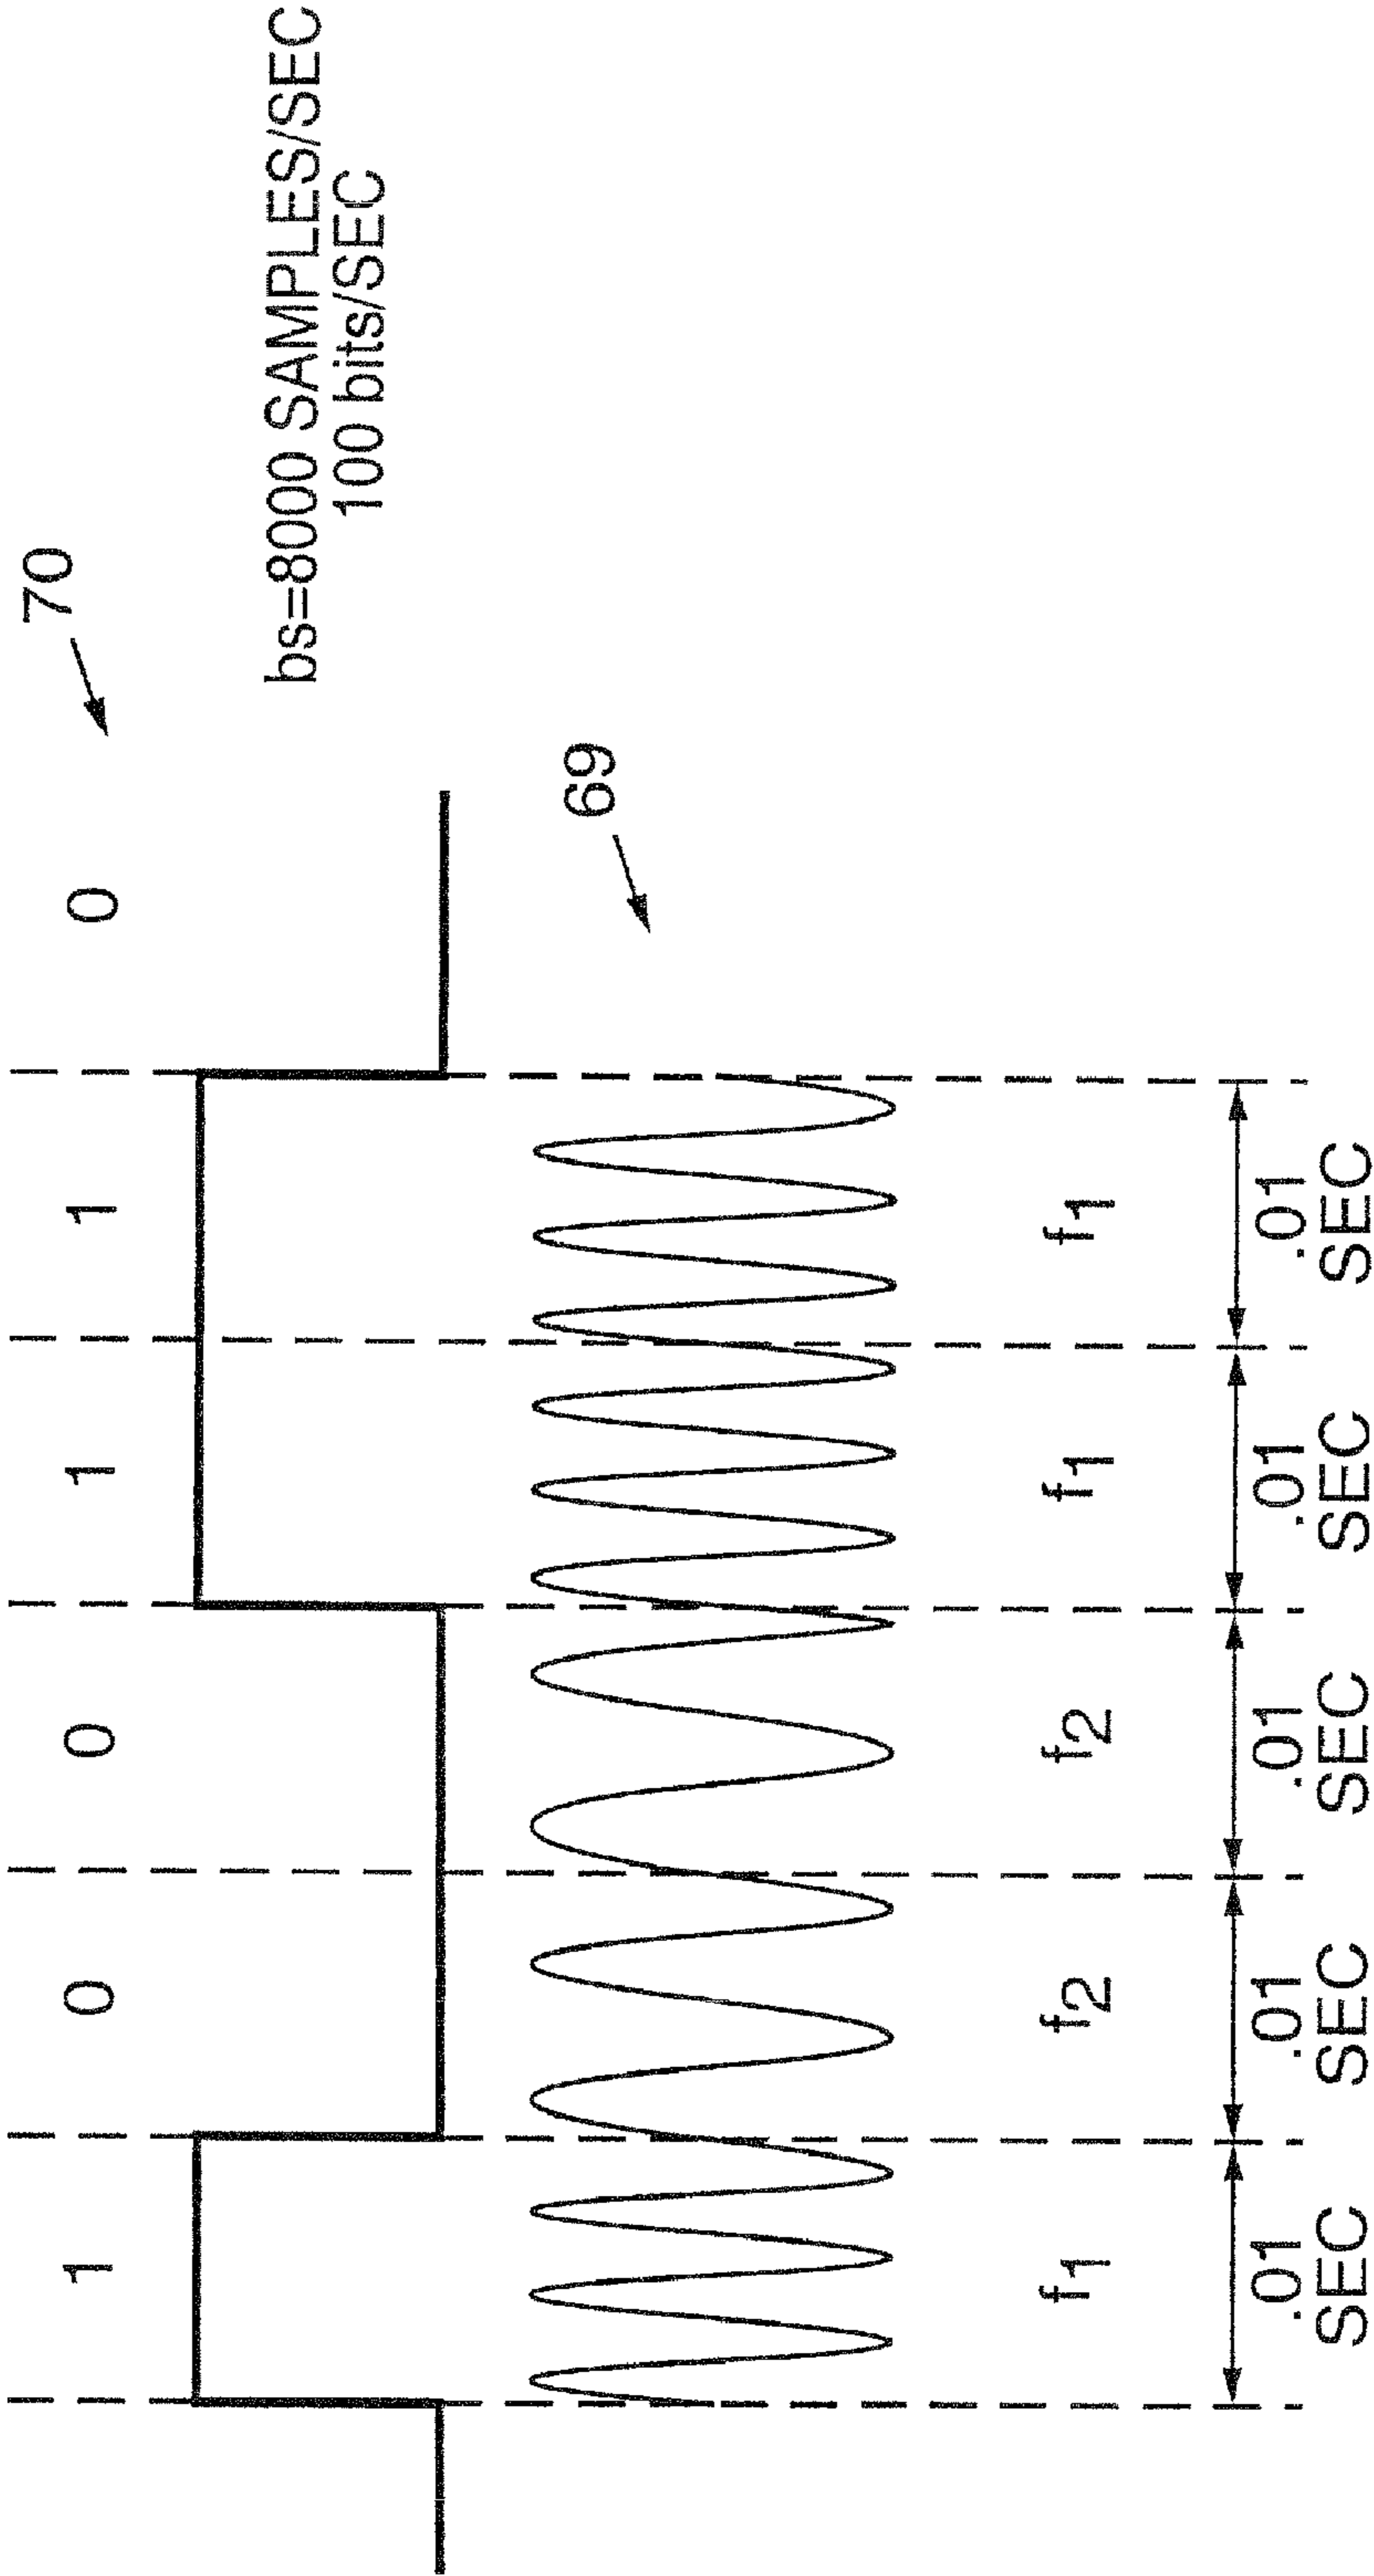 70
1 0 0 1 1 0
bs=8000 SAMPLES/SEC
100 bits/SEC
69
f1 f2 f2 f1 f1
.01 .01 .01 .01 .01
SEC SEC SEC SEC SEC